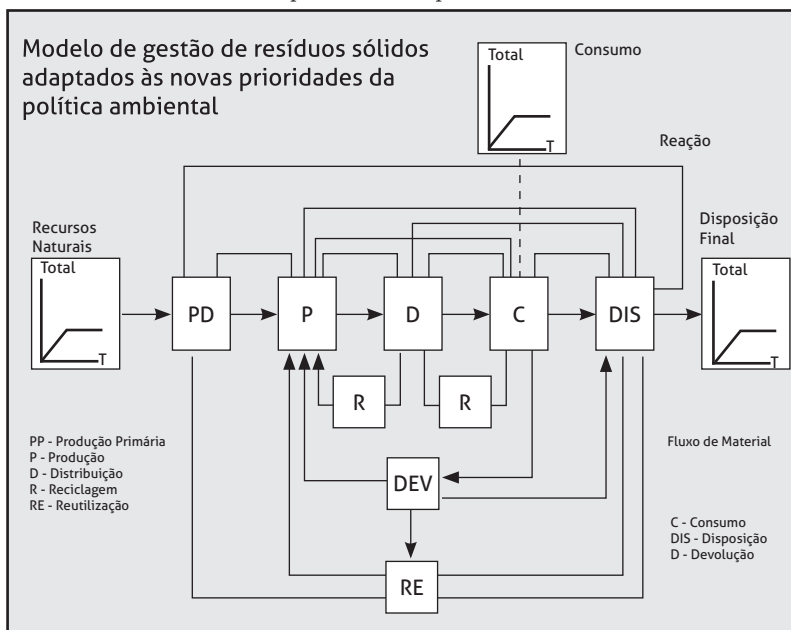 Modelo de gestão de resíduos sólidos
adaptados às novas prioridades da
política ambiental
Total
T
Consumo
Reação
Recursos
Naturais
Total
T
Disposição
Final
Total
T
PD
P
D
C
DIS
R
R
DEV
RE
PP - Produção Primária
P - Produção
D - Distribuição
R - Reciclagem
RE - Reutilização
Fluxo de Material
C - Consumo
DIS - Disposição
D - Devolução